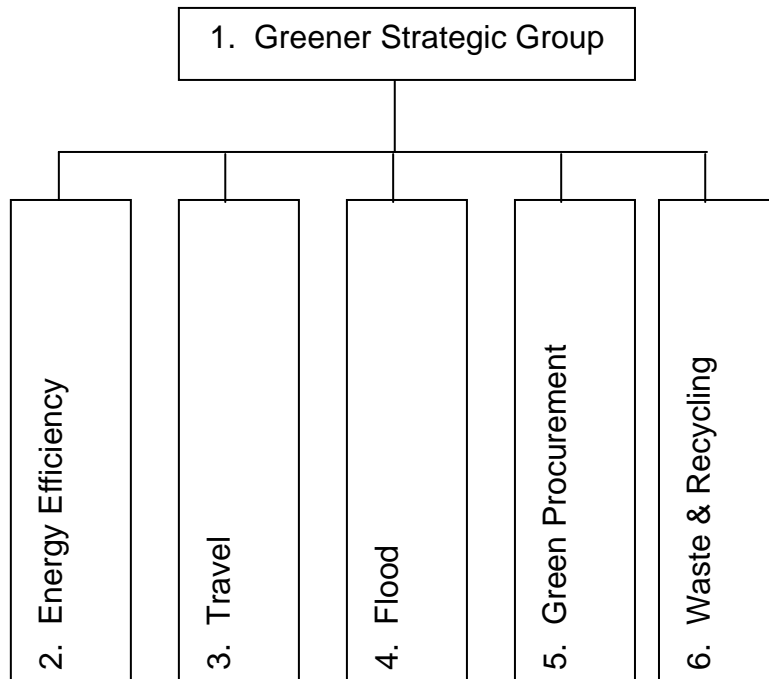 1. Greener Strategic Group
2. Energy Efficiency
3. Travel
4. Flood
5. Green Procurement
6. Waste & Recycling